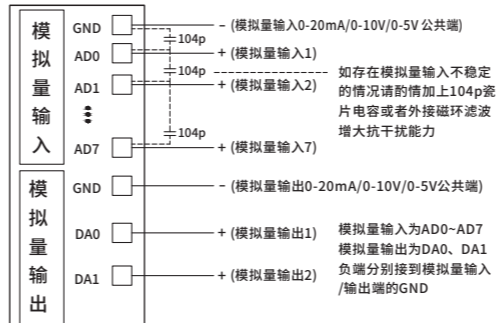 模拟量输入
GND
104p
– (模拟量输入0-20mA/0-10V/0-5V 公共端)
AD0
+ (模拟量输入1)
104p
AD1
+ (模拟量输入2)
如存在模拟量输入不稳定
的情况请酌情加上104p瓷
片电容或者外接磁环滤波
增大抗干扰能力
104p
AD7
+ (模拟量输入7)
模拟量输出
GND
– (模拟量输出0-20mA/0-10V/0-5V公共端)
DA0
+ (模拟量输出1)
DA1
+ (模拟量输出2)
模拟量输入为AD0~AD7
模拟量输出为DA0、DA1
负端分别接到模拟量输入
/输出端的GND